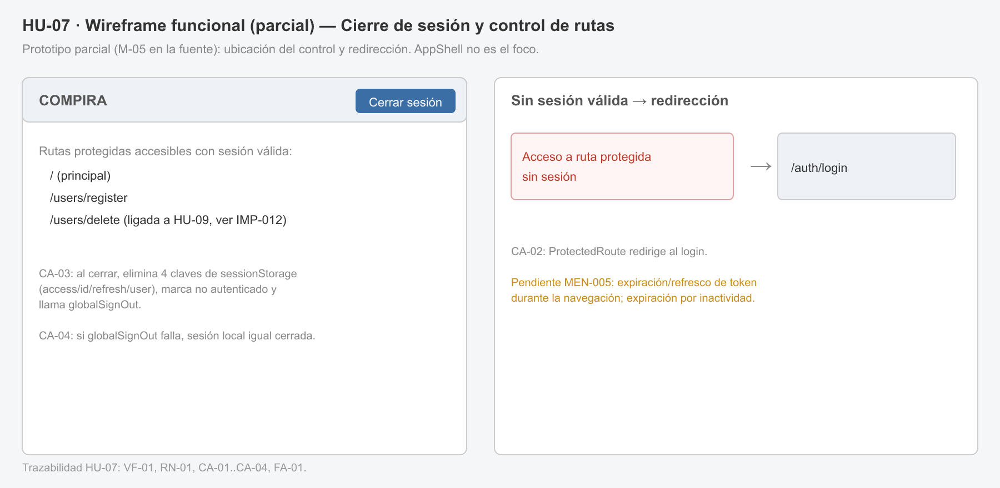 HU-07 · Wireframe funcional (parcial) — Cierre de sesión y control de rutas
Prototipo parcial (M-05 en la fuente): ubicación del control y redirección. AppShell no es el foco.
COMPIRA
Cerrar sesión
Rutas protegidas accesibles con sesión válida:
/ (principal)
/users/register
/users/delete (ligada a HU-09, ver IMP-012)
CA-03: al cerrar, elimina 4 claves de sessionStorage
(access/id/refresh/user), marca no autenticado y
llama globalSignOut.
CA-04: si globalSignOut falla, sesión local igual cerrada.
Sin sesión válida → redirección
Acceso a ruta protegida
sin sesión
→
/auth/login
CA-02: ProtectedRoute redirige al login.
Pendiente MEN-005: expiración/refresco de token
durante la navegación; expiración por inactividad.
Trazabilidad HU-07: VF-01, RN-01, CA-01..CA-04, FA-01.